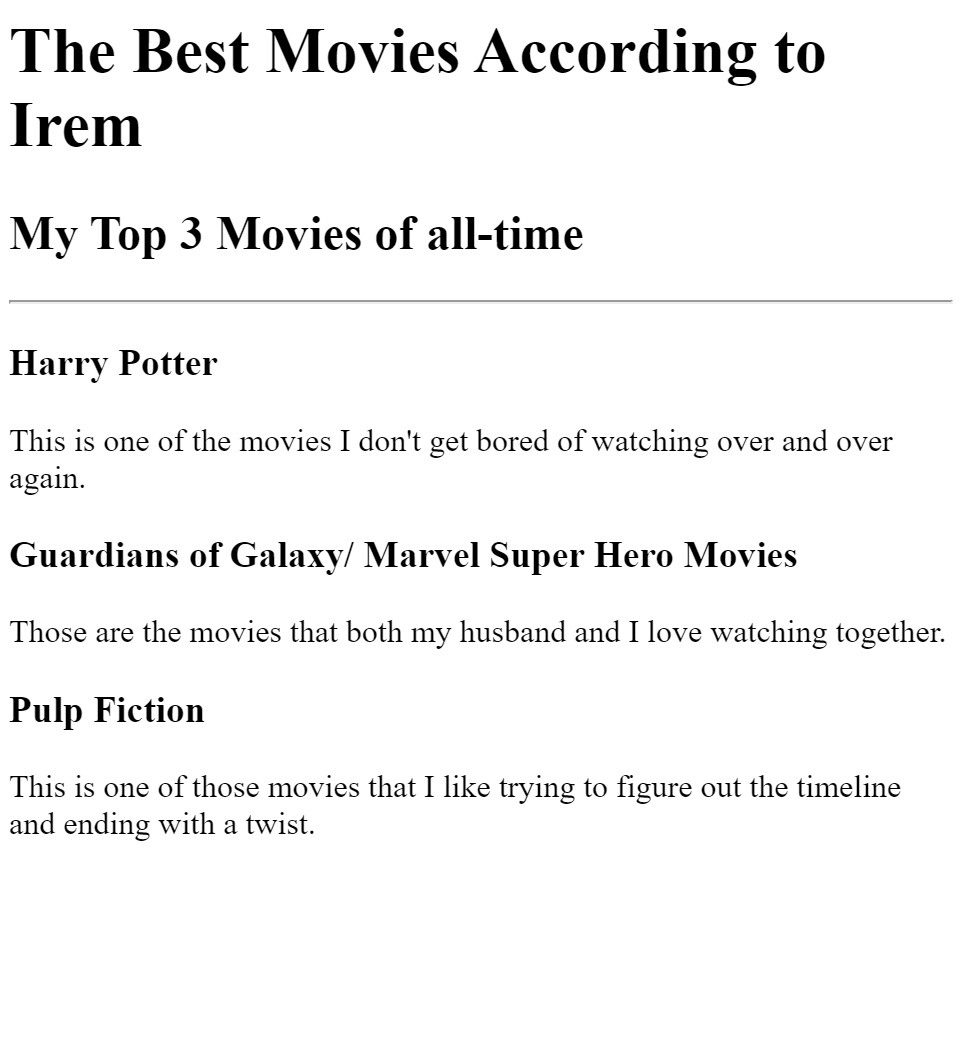 The Best Movies According to
Irem
My Top 3 Movies of all-time
Harry Potter
This is one of the movies I don't get bored of watching over and over
again.
Guardians of Galaxy/ Marvel Super Hero Movies
Those are the movies that both my husband and I love watching together.
Pulp Fiction
This is one of those movies that I like trying to figure out the timeline
and ending with a twist.